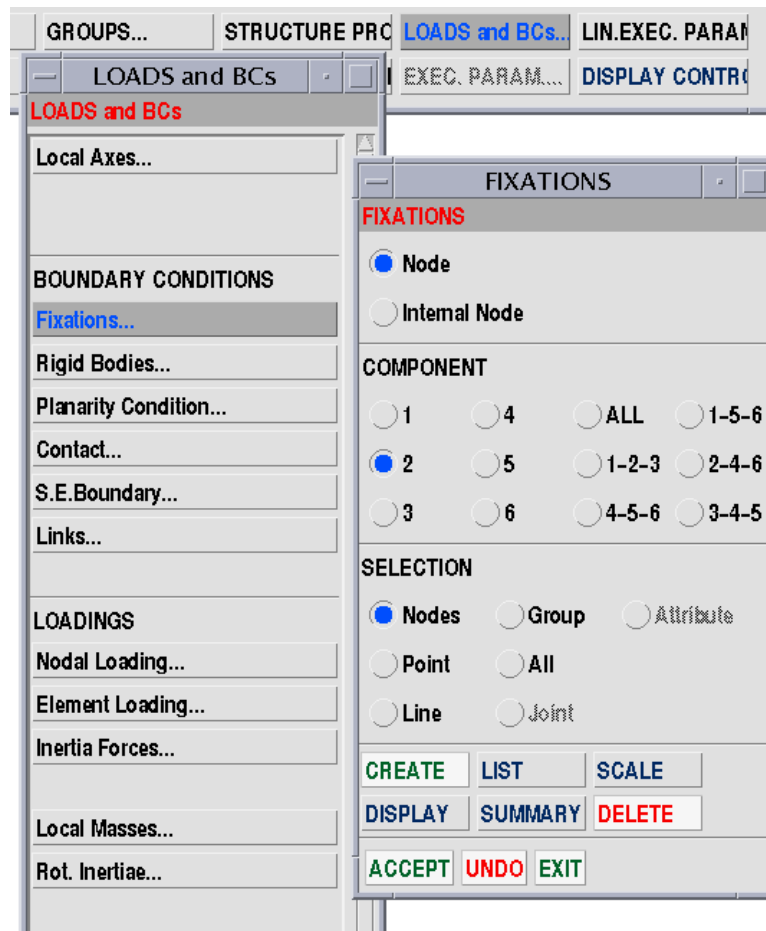 GROUPS... STRUCTURE PRC LOADS and BCs... LIN.EXEC. PARAM
LOADS and BCs EXEC. PARAM.... DISPLAY CONTR
LOADS and BCs
Local Axes...
BOUNDARY CONDITIONS
Fixations...
Rigid Bodies...
Planarity Condition...
Contact...
S.E.Boundary...
Links...
LOADINGS
Nodal Loading...
Element Loading...
Inertia Forces...
Local Masses...
Rot. Inertiae...
FIXATIONS
FIXATIONS
Node
Internal Node
COMPONENT
1 4 ALL 1-5-6
2 5 1-2-3 2-4-6
3 6 4-5-6 3-4-5
SELECTION
Nodes Group Attribute
Point All
Line Joint
CREATE LIST SCALE
DISPLAY SUMMARY DELETE
ACCEPT UNDO EXIT